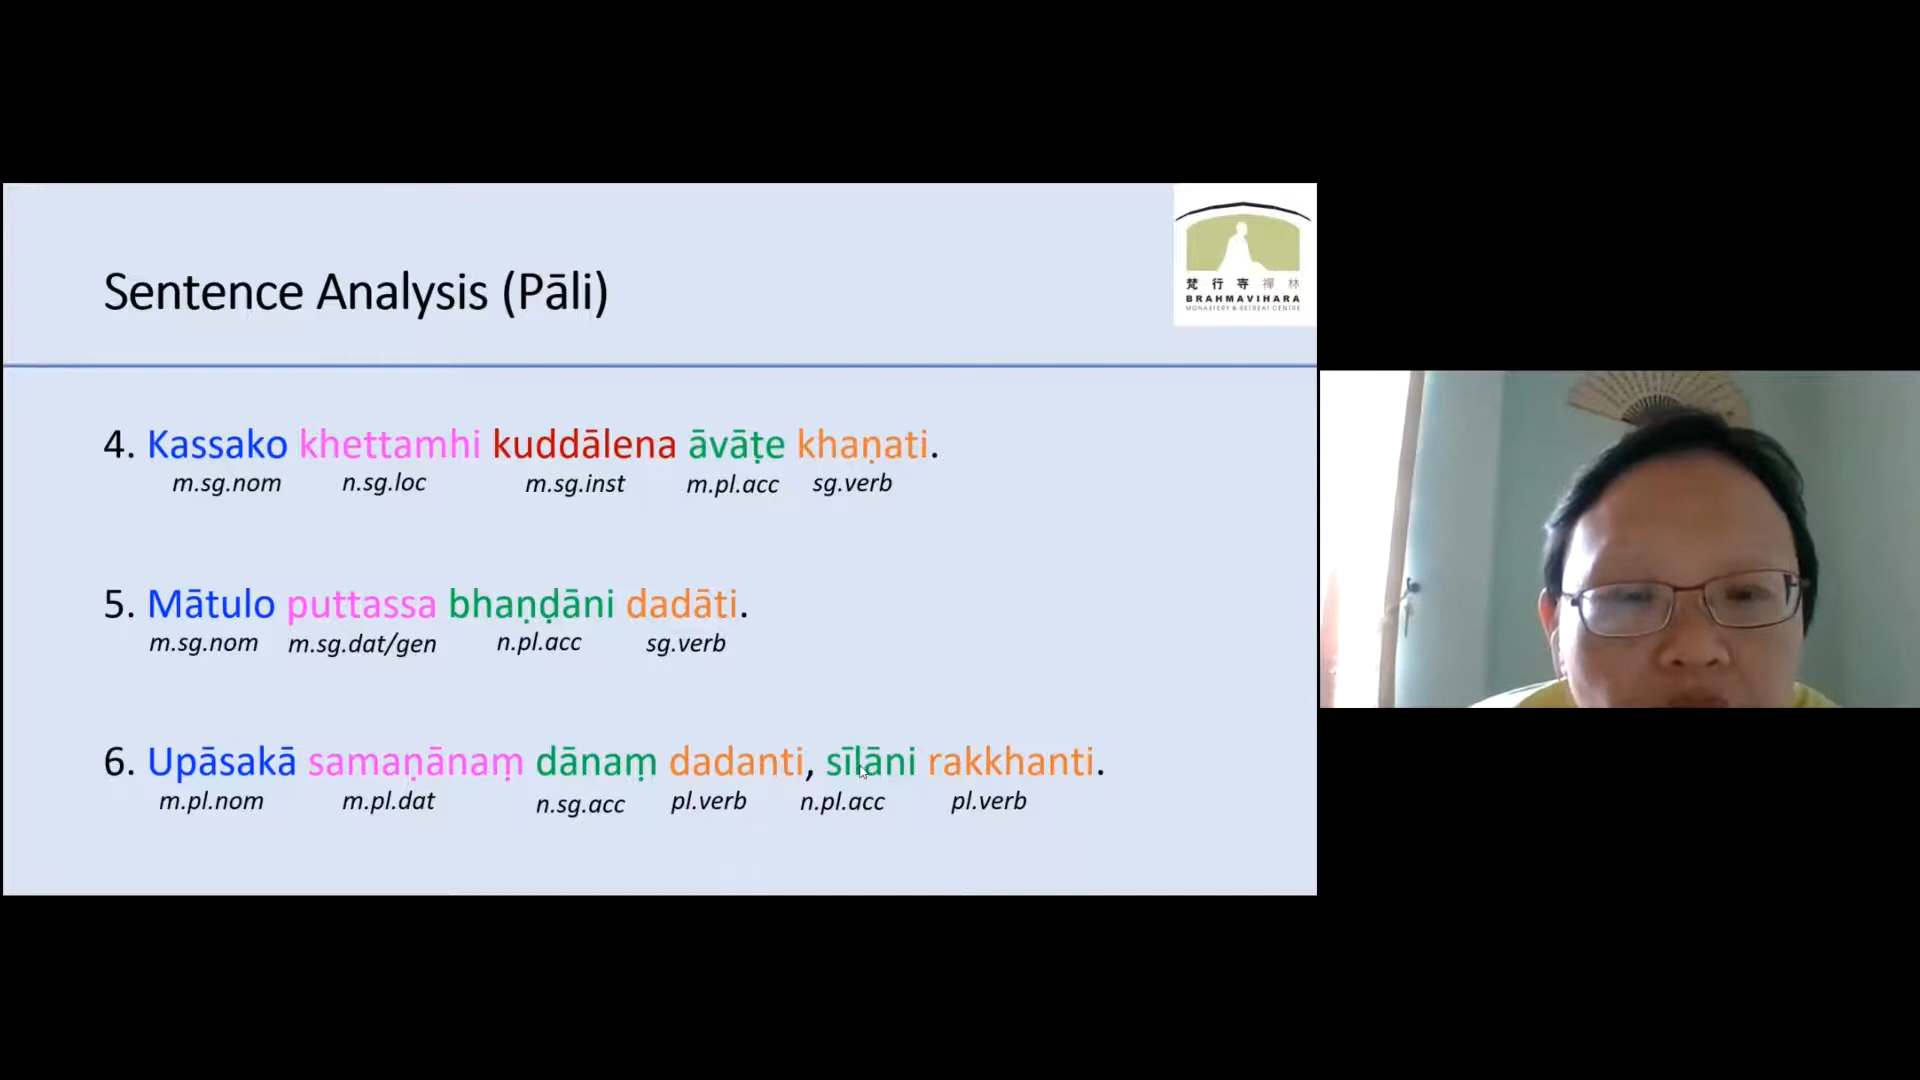 梵行寺禪林
BRAHMAVIHARA
MONASTERY & RETREAT CENTRE
Sentence Analysis (Pāli)
4. Kassako khettamhi kuddālena āvāṭe khaṇati.
m.sg.nom n.sg.loc m.sg.inst m.pl.acc sg.verb
5. Mātulo puttassa bhaṇḍāni dadāti.
m.sg.nom m.sg.dat/gen n.pl.acc sg.verb
6. Upāsakā samaṇānaṃ dānaṃ dadanti, sīlāni rakkhanti.
m.pl.nom m.pl.dat n.sg.acc pl.verb n.pl.acc pl.verb